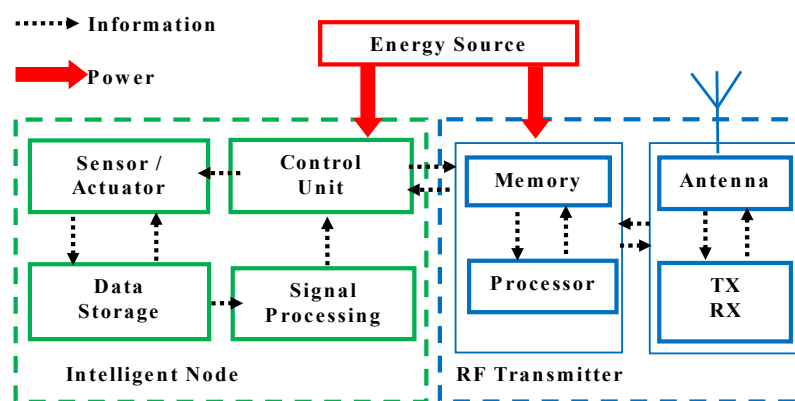 Information
Energy Source
Power
Sensor /
Actuator
Control
Unit
Memory
Antenna
Data
Storage
Signal
Processing
Processor
TX
RX
Intelligent Node
RF Transmitter